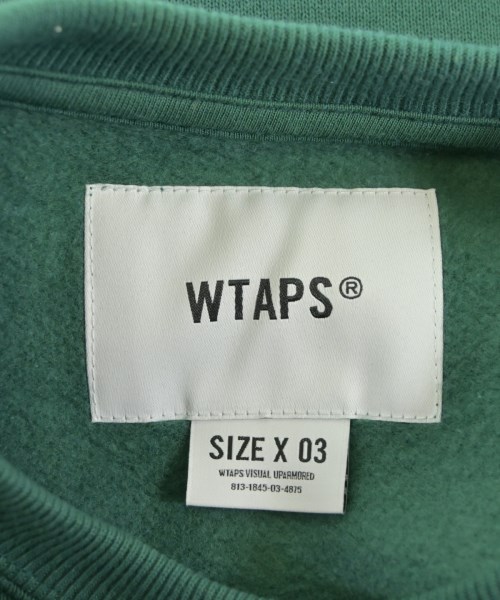 WTAPS®
SIZE X 03
WTAPS VISUAL UPARMORED
813-1845-03-4875